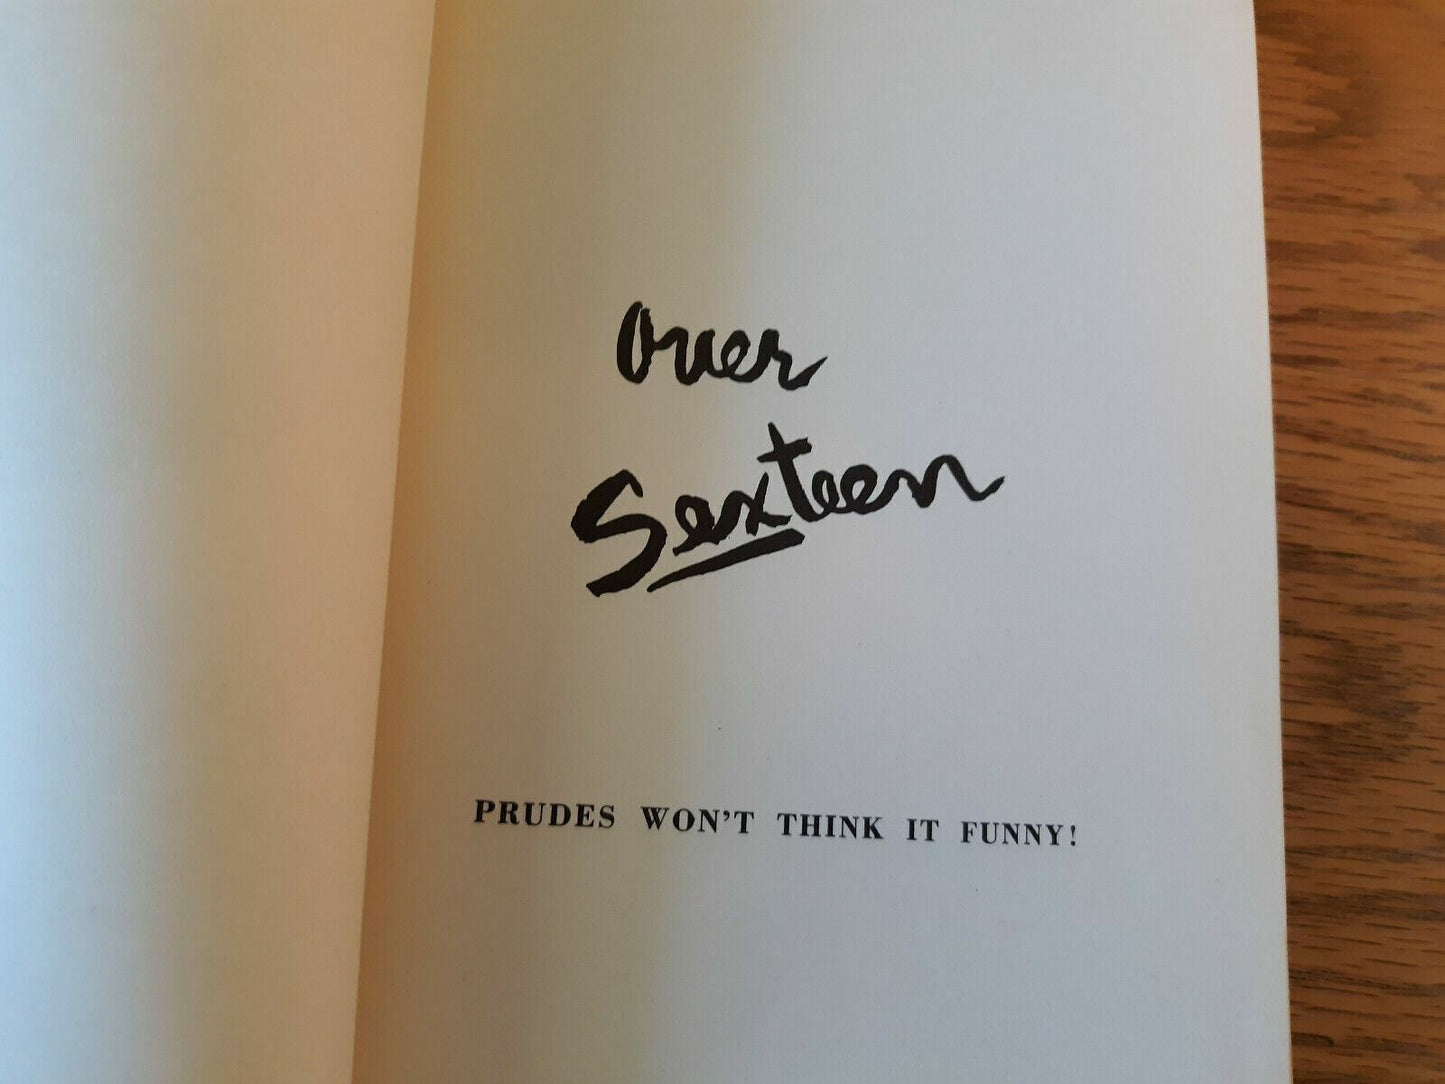 Over
Sexteen
PRUDES WON'T THINK IT FUNNY!